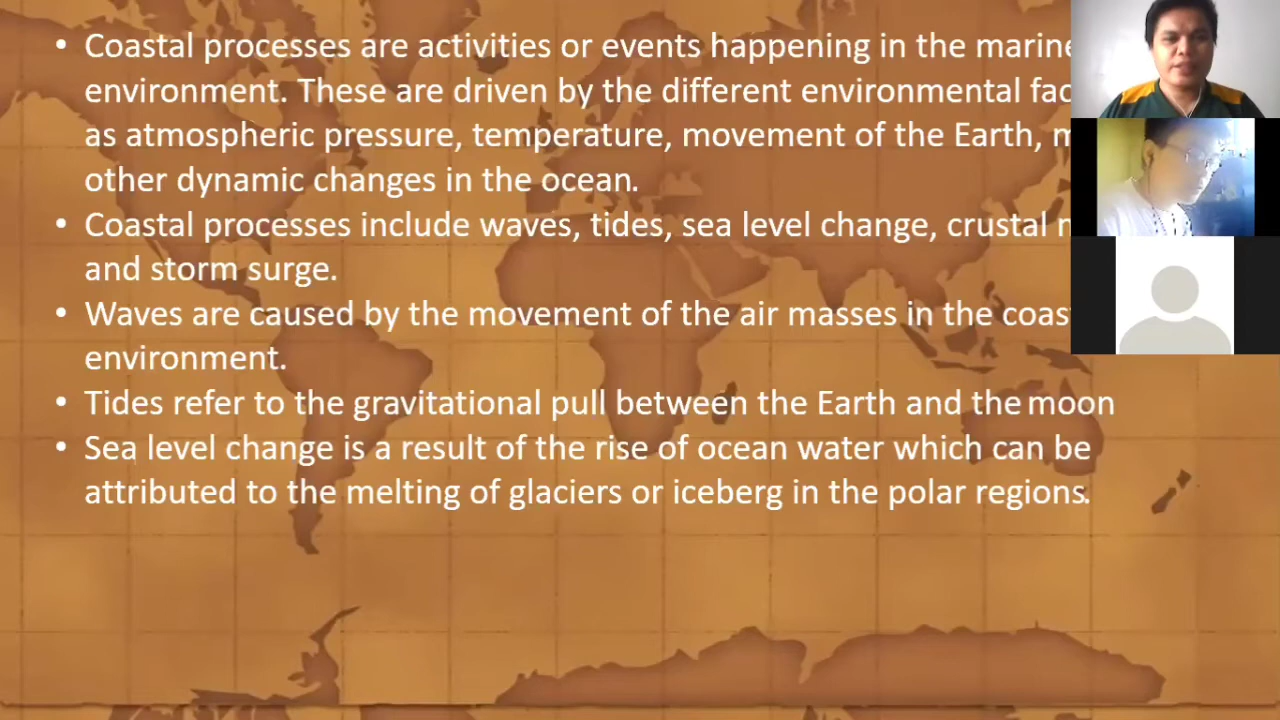 • Coastal processes are activities or events happening in the marine
environment. These are driven by the different environmental fac
as atmospheric pressure, temperature, movement of the Earth, m
other dynamic changes in the ocean.
• Coastal processes include waves, tides, sea level change, crustal m
and storm surge.
• Waves are caused by the movement of the air masses in the coas
environment.
• Tides refer to the gravitational pull between the Earth and the moon
• Sea level change is a result of the rise of ocean water which can be
attributed to the melting of glaciers or iceberg in the polar regions.